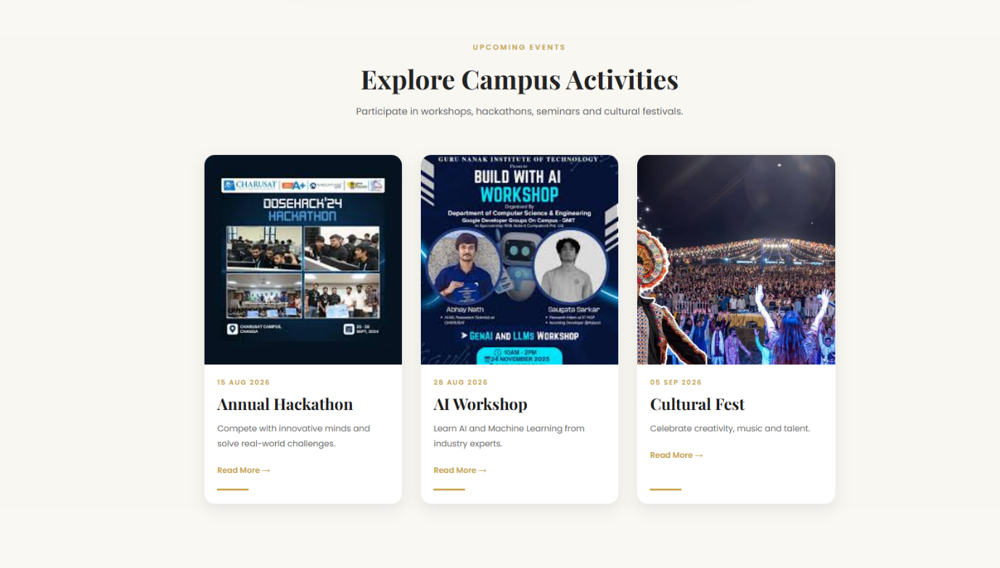 UPCOMING EVENTS
Explore Campus Activities
Participate in workshops, hackathons, seminars and cultural festivals.
CHARUSAT
A+
DDSEHACK'24
HACKATHON
CHARUSAT CAMPUS,
CHANGA
SEPT, 2024
15 AUG 2026
Annual Hackathon
Compete with innovative minds and
solve real-world challenges.
Read More →
GURU NANAK INSTITUTE OF TECHNOLOGY
BUILD WITH AI
WORKSHOP
Organised By
Department of Computer Science & Engineering
Google Developer Groups On Campus - GNIT
In Sponsorship With Ardent Computech Pvt. Ltd.
Abhay Nath
AI/ML Research Scientist at
CHARUSAT
Saugata Sarkar
Research Intern at IIT KGP
Incoming Developer @Hyland
➤ GENAI AND LLMS WORKSHOP
10AM - 2PM
24 NOVEMBER 2025
28 AUG 2026
AI Workshop
Learn AI and Machine Learning from
industry experts.
Read More →
05 SEP 2026
Cultural Fest
Celebrate creativity, music and talent.
Read More →